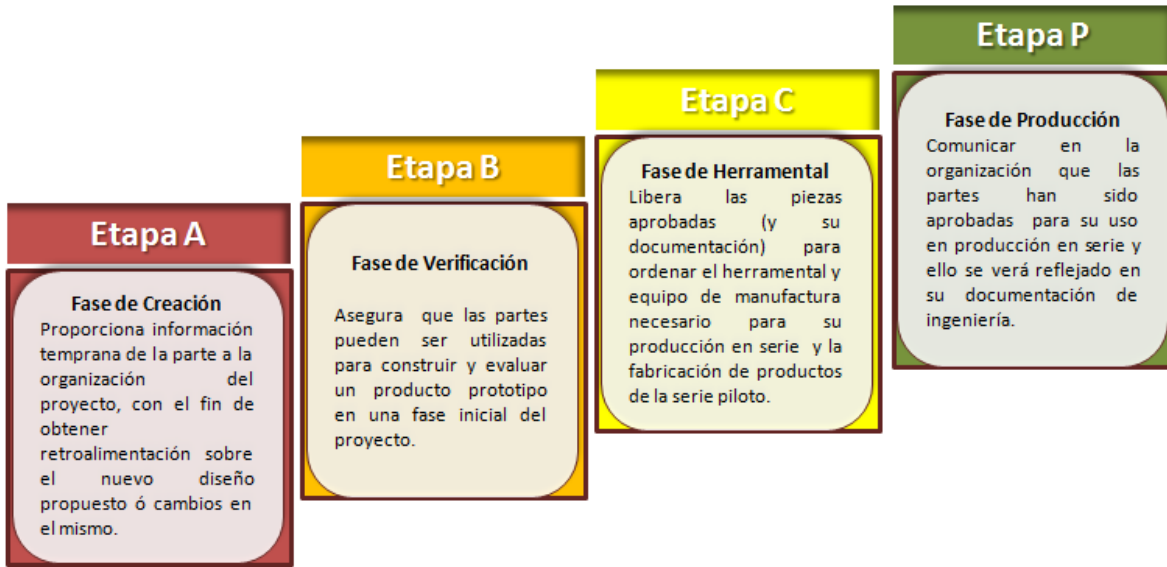 Etapa A
Fase de Creación
Proporciona información
temprana de la parte a la
organización del
proyecto, con el fin de
obtener
retroalimentación sobre
el nuevo diseño
propuesto ó cambios en
el mismo.
Etapa B
Fase de Verificación
Asegura que las partes
pueden ser utilizadas
para construir y evaluar
un producto prototipo
en una fase inicial del
proyecto.
Etapa C
Fase de Herramental
Libera las piezas
aprobadas (y su
documentación) para
ordenar el herramental y
equipo de manufactura
necesario para su
producción en serie y la
fabricación de productos
de la serie piloto.
Etapa P
Fase de Producción
Comunicar en la
organización que las
partes han sido
aprobadas para su uso
en producción en serie y
ello se verá reflejado en
su documentación de
ingeniería.